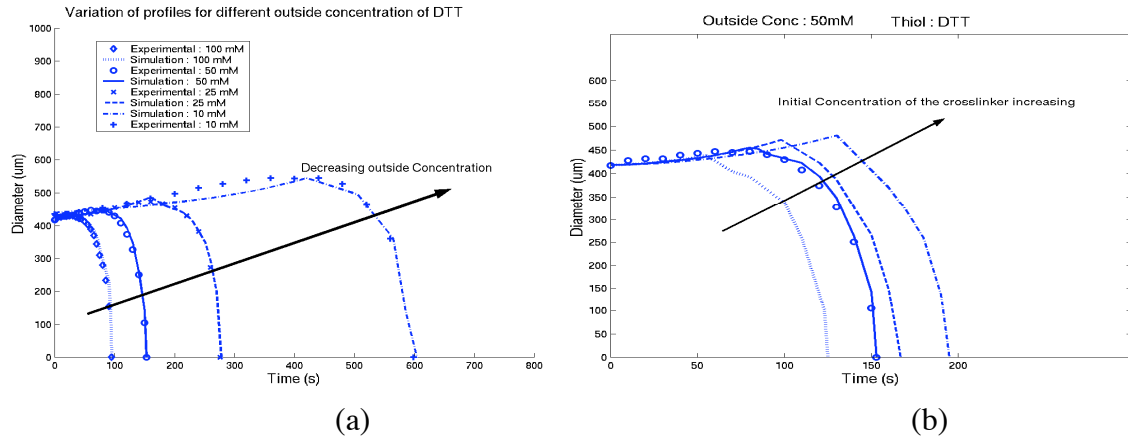 Variation of profiles for different outside concentration of DTT
1000
900
800
700
600
500
400
300
200
100
0
Diameter (um)
Experimental : 100 mM
Simulation : 100 mM
Experimental : 50 mM
Simulation : 50 mM
Experimental : 25 mM
Simulation : 25 mM
Simulation : 10 mM
Experimental : 10 mM
Decreasing outside Concentration
0 100 200 300 400 500 600 700 800
Time (s)
(a)
Outside Conc : 50mM Thiol : DTT
600
550
500
450
400
350
300
250
200
150
100
50
0
Diameter (um)
Initial Concentration of the crosslinker increasing
0 50 100 150 200
Time (s)
(b)